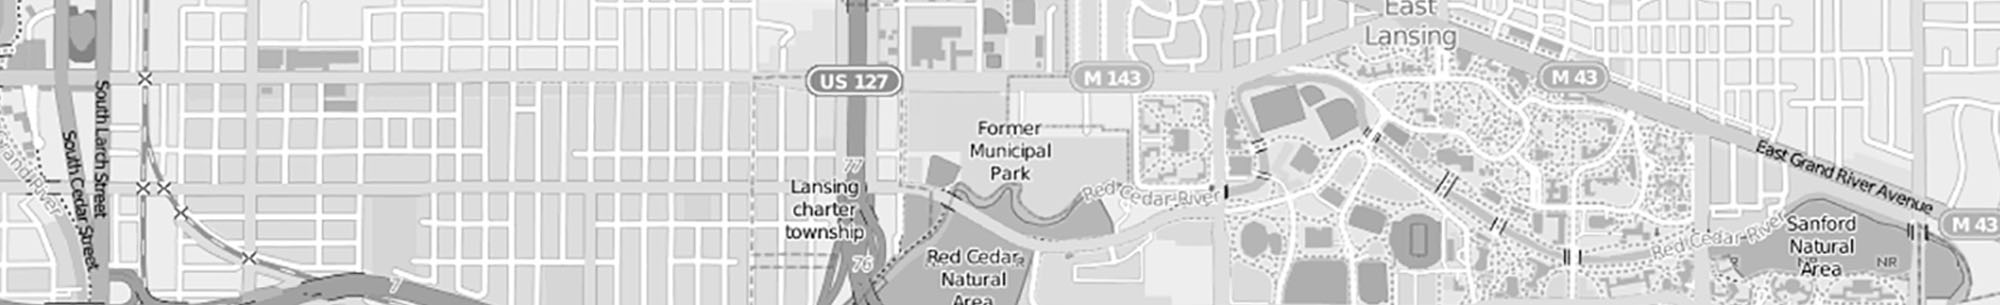 East
Lansing
US 127
M 143
M 43
South Larch Street
South Cedar Street
Former
Municipal
Park
East Grand River Avenue
77
Lansing
charter
township
Red Cedar River
M 43
Sanford
Natural
Area
Red Cedar River
Red Cedar
Natural
Area
76
NR
7